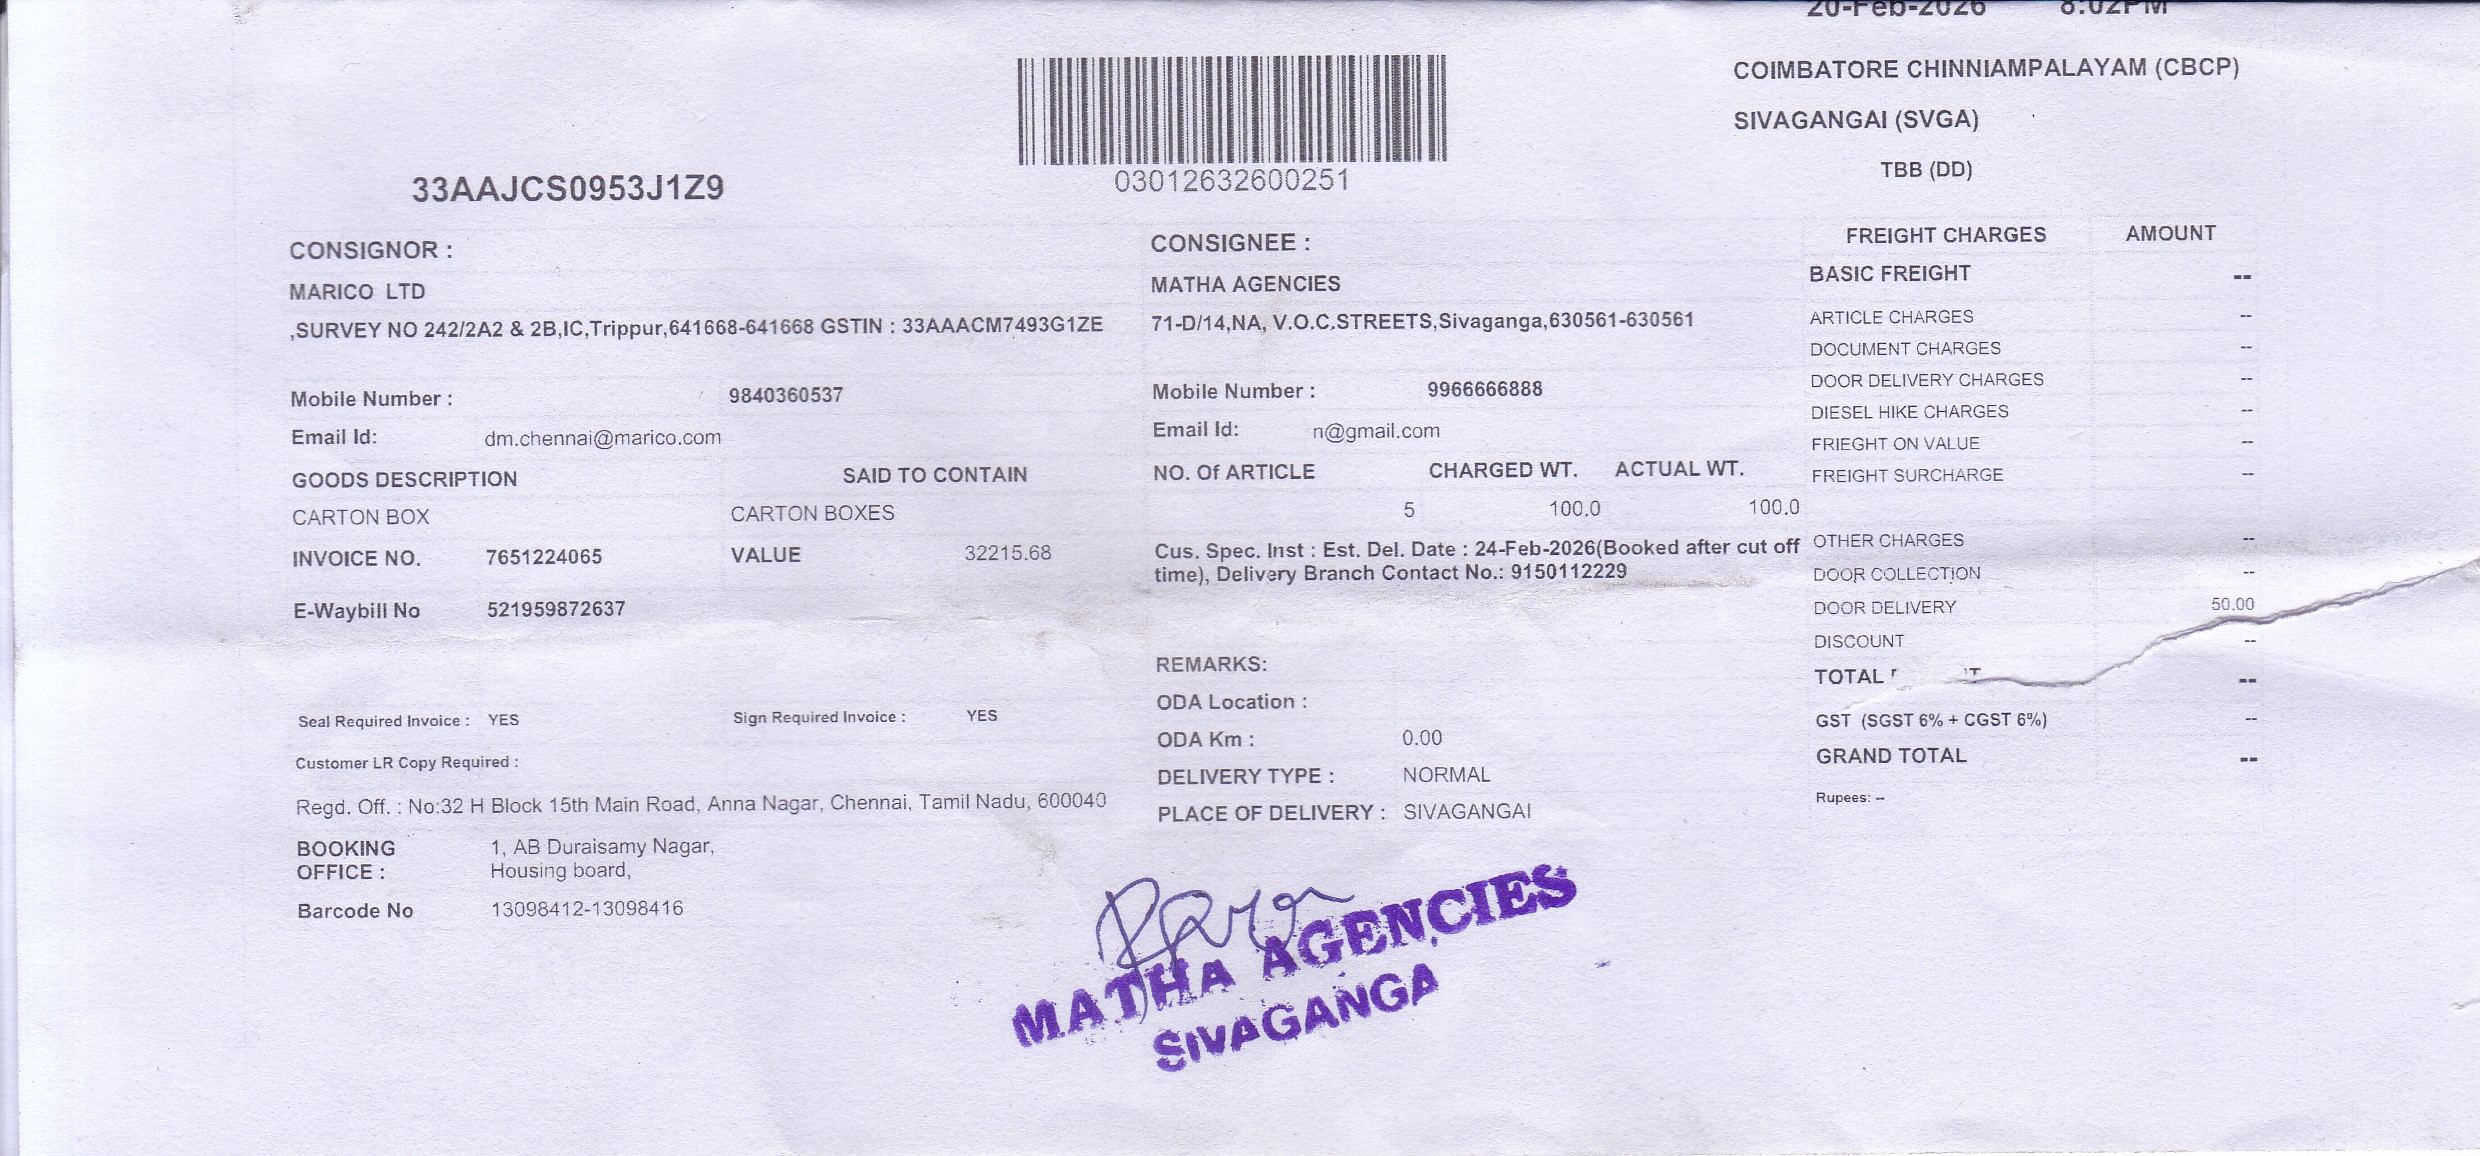 20-Feb-2026 8:02PM
COIMBATORE CHINNIAMPALAYAM (CBCP)
SIVAGANGAI (SVGA)
TBB (DD)
03012632600251
33AAJCS0953J1Z9
CONSIGNOR :
MARICO LTD
,SURVEY NO 242/2A2 & 2B,IC,Trippur,641668-641668 GSTIN : 33AAACM7493G1ZE
Mobile Number : 9840360537
Email Id: dm.chennai@marico.com
GOODS DESCRIPTION SAID TO CONTAIN
CARTON BOX CARTON BOXES
INVOICE NO. 7651224065 VALUE 32215.68
E-Waybill No 521959872637
Seal Required Invoice : YES Sign Required Invoice : YES
Customer LR Copy Required :
Regd. Off. : No:32 H Block 15th Main Road, Anna Nagar, Chennai, Tamil Nadu, 600040
BOOKING OFFICE : 1, AB Duraisamy Nagar,
Housing board,
Barcode No 13098412-13098416
CONSIGNEE :
MATHA AGENCIES
71-D/14,NA, V.O.C.STREETS,Sivaganga,630561-630561
Mobile Number : 9966666888
Email Id: n@gmail.com
NO. Of ARTICLE CHARGED WT. ACTUAL WT.
5 100.0 100.0
Cus. Spec. Inst : Est. Del. Date : 24-Feb-2026(Booked after cut off
time), Delivery Branch Contact No.: 9150112229
REMARKS:
ODA Location :
ODA Km : 0.00
DELIVERY TYPE : NORMAL
PLACE OF DELIVERY : SIVAGANGAI
MATHA AGENCIES
SIVAGANGA
FREIGHT CHARGES AMOUNT
BASIC FREIGHT --
ARTICLE CHARGES --
DOCUMENT CHARGES --
DOOR DELIVERY CHARGES --
DIESEL HIKE CHARGES --
FRIEGHT ON VALUE --
FREIGHT SURCHARGE --
OTHER CHARGES --
DOOR COLLECTION --
DOOR DELIVERY 50.00
DISCOUNT --
TOTAL --
GST (SGST 6% + CGST 6%) --
GRAND TOTAL --
Rupees: --